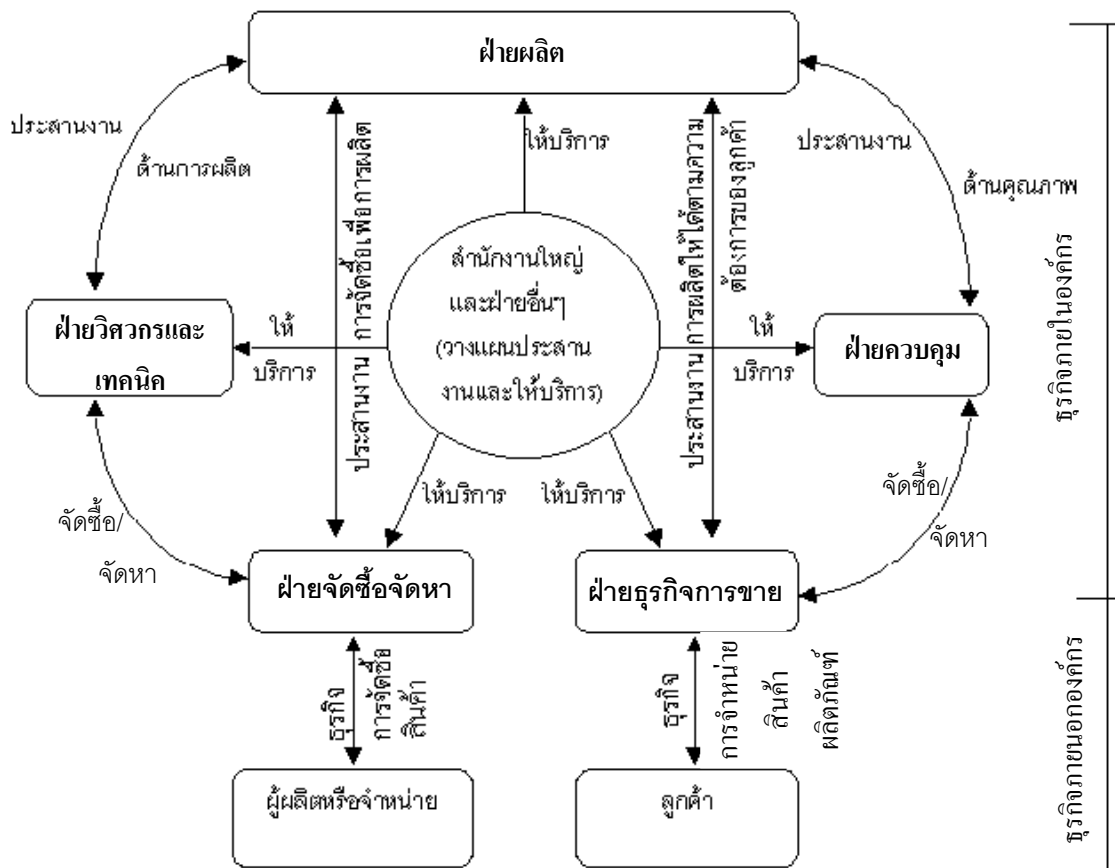 ฝ่ายผลิต
ประสานงาน
ด้านการผลิต
ประสานงาน การจัดซื้อเพื่อการผลิต
ให้บริการ
ประสานงาน การผลิตให้ได้ตามความ
ต้องการของลูกค้า
ประสานงาน
ด้านคุณภาพ
สำนักงานใหญ่
และฝ่ายอื่นๆ
(วางแผนประสาน
งานและให้บริการ)
ฝ่ายวิศวกรและ
เทคนิค
ให้
บริการ
ให้
บริการ
ฝ่ายควบคุม
ธุรกิจภายในองค์กร
จัดซื้อ/
จัดหา
ให้บริการ
ให้บริการ
จัดซื้อ/
จัดหา
ฝ่ายจัดซื้อจัดหา
ฝ่ายธุรกิจการขาย
ธุรกิจ
การจัดซื้อ
สินค้า
ธุรกิจ
การจำหน่าย
สินค้า
ผลิตภัณฑ์
ธุรกิจภายนอกองค์กร
ผู้ผลิตหรือจำหน่าย
ลูกค้า